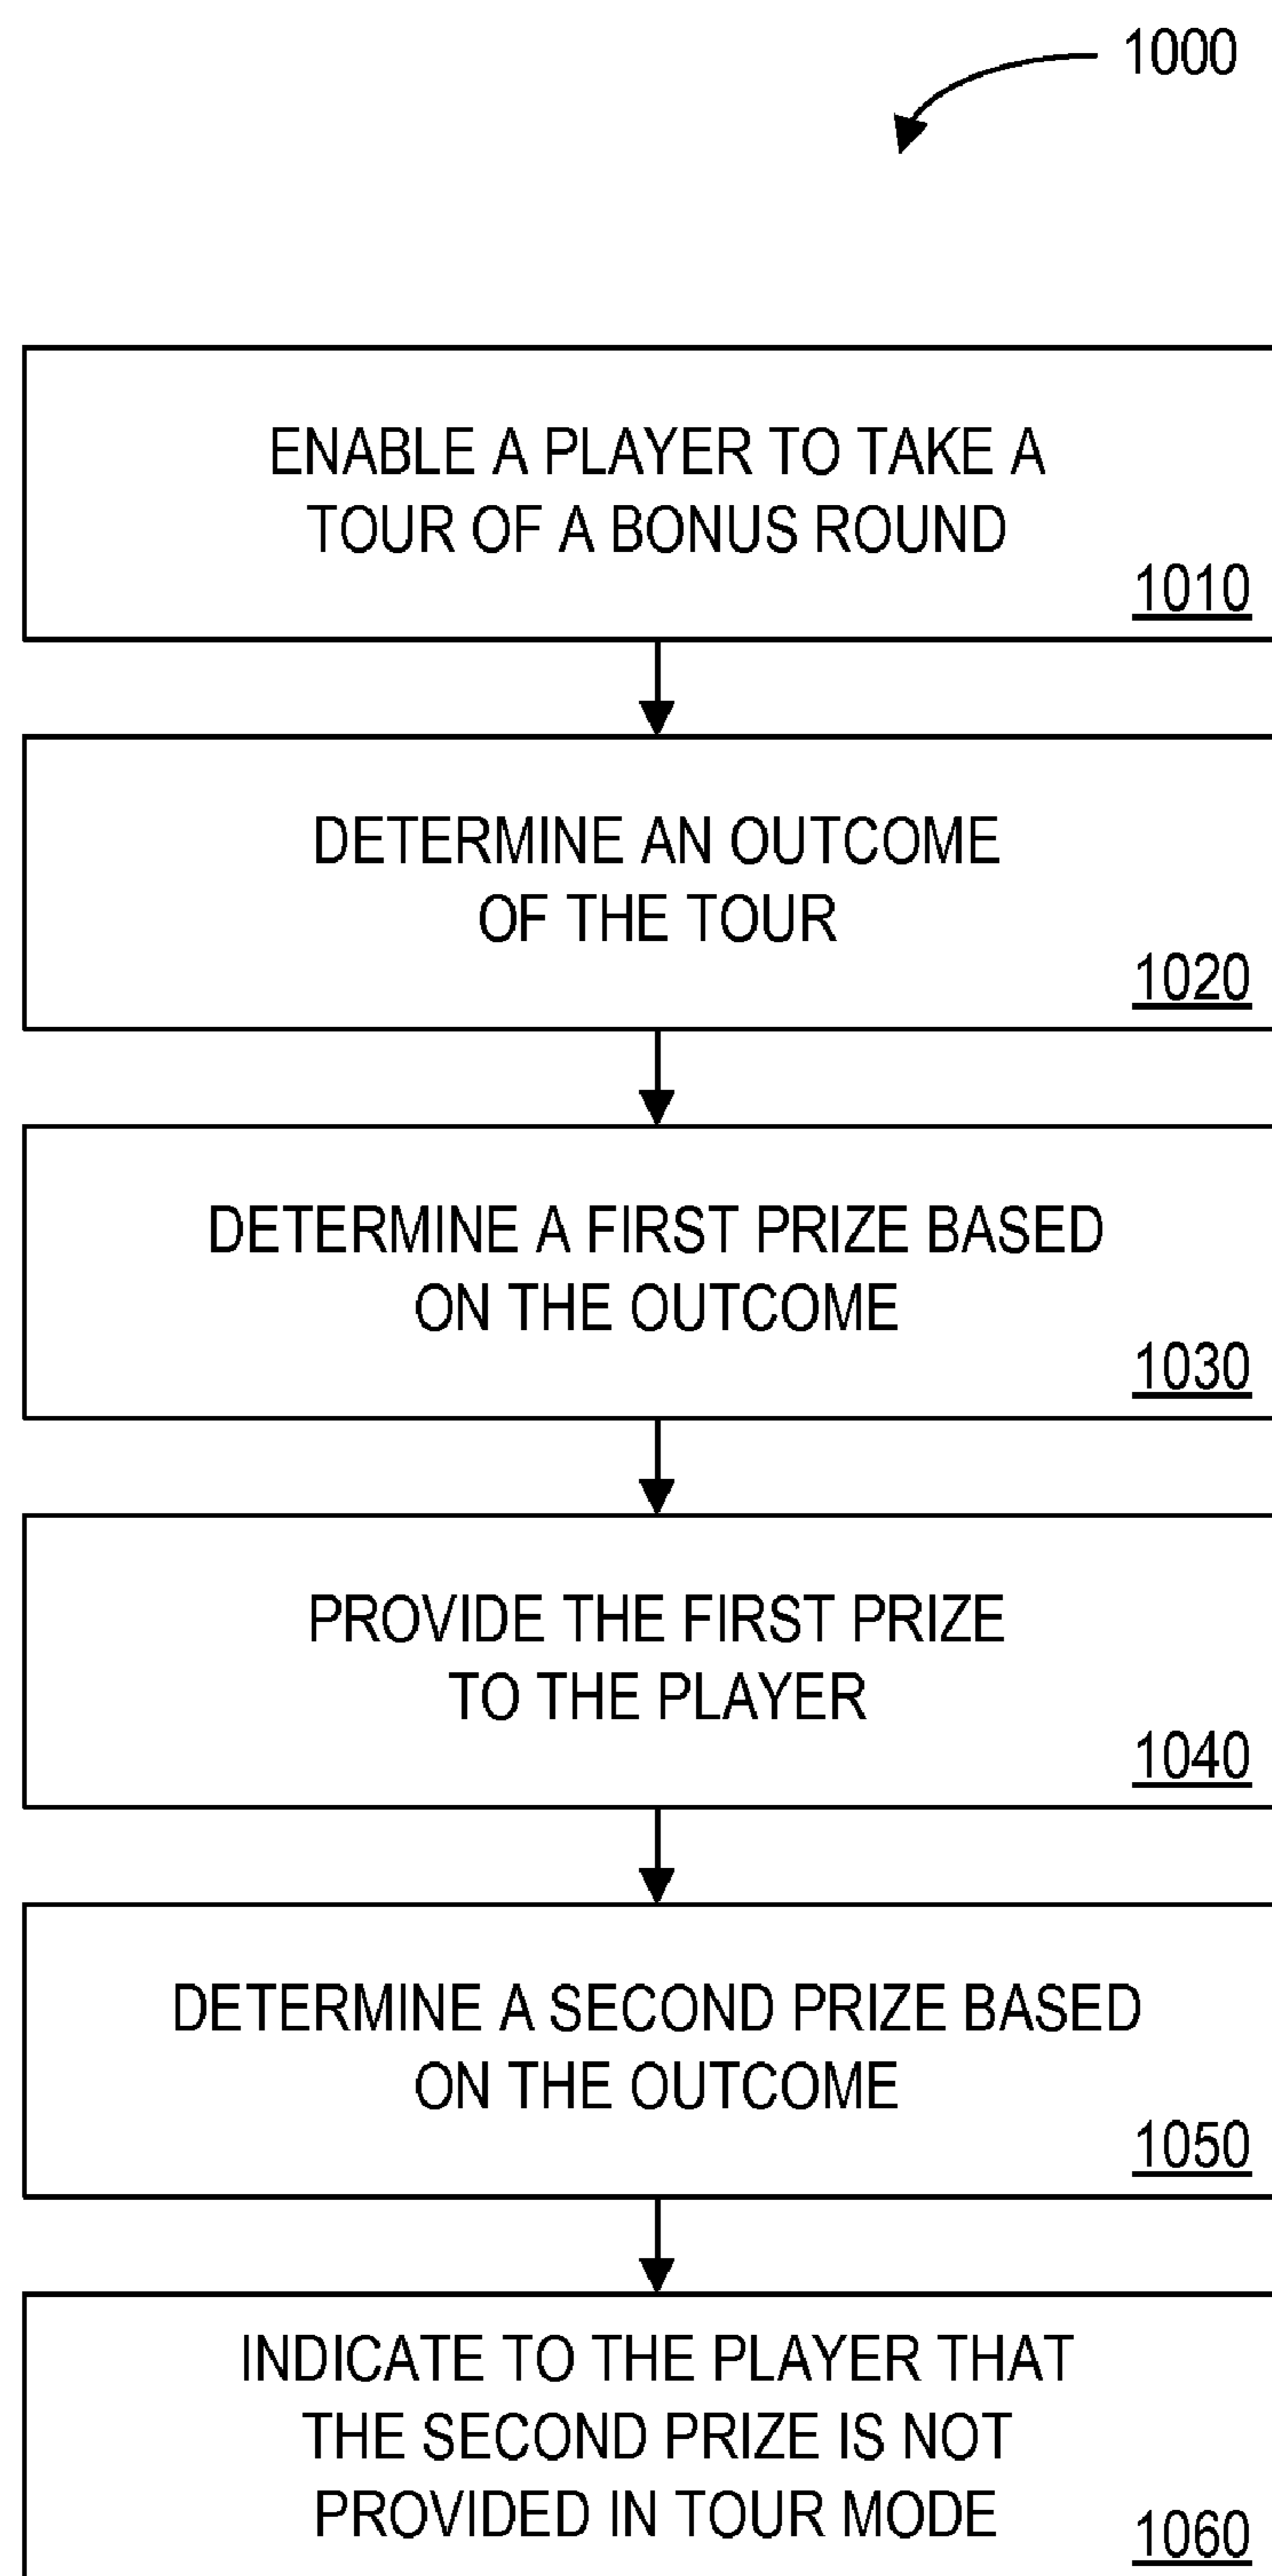 1000
ENABLE A PLAYER TO TAKE A
TOUR OF A BONUS ROUND
1010
DETERMINE AN OUTCOME
OF THE TOUR
1020
DETERMINE A FIRST PRIZE BASED
ON THE OUTCOME
1030
PROVIDE THE FIRST PRIZE
TO THE PLAYER
1040
DETERMINE A SECOND PRIZE BASED
ON THE OUTCOME
1050
INDICATE TO THE PLAYER THAT
THE SECOND PRIZE IS NOT
PROVIDED IN TOUR MODE
1060